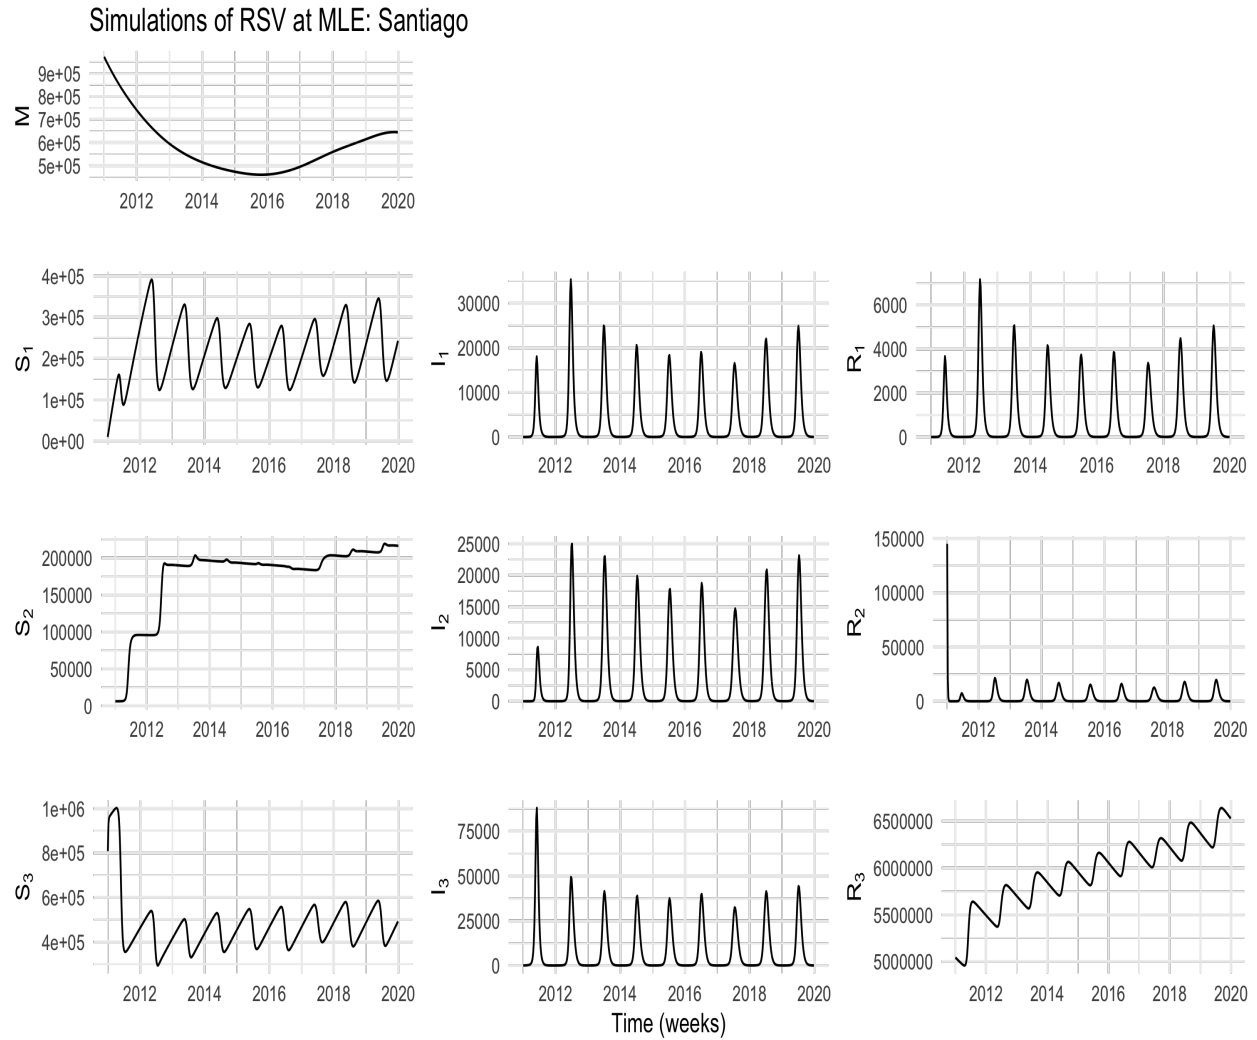 Simulations of RSV at MLE: Santiago
M
9e+05
8e+05
7e+05
6e+05
5e+05
2012 2014 2016 2018 2020
S1
4e+05
3e+05
2e+05
1e+05
0e+00
2012 2014 2016 2018 2020
I1
30000
20000
10000
0
2012 2014 2016 2018 2020
R1
6000
4000
2000
0
2012 2014 2016 2018 2020
S2
200000
150000
100000
50000
0
2012 2014 2016 2018 2020
I2
25000
20000
15000
10000
5000
0
2012 2014 2016 2018 2020
R2
150000
100000
50000
0
2012 2014 2016 2018 2020
S3
1e+06
8e+05
6e+05
4e+05
2012 2014 2016 2018 2020
I3
75000
50000
25000
0
2012 2014 2016 2018 2020
R3
6500000
6000000
5500000
5000000
2012 2014 2016 2018 2020
Time (weeks)